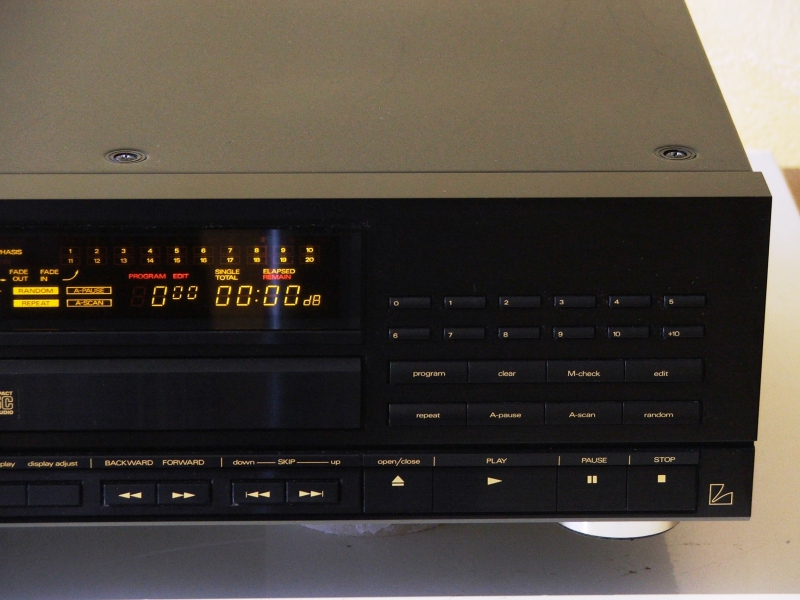 1 2 3 4 5 6 7 8 9 10
11 12 13 14 15 16 17 18 19 20
FADE OUT FADE IN
PROGRAM EDIT SINGLE TOTAL ELAPSED REMAIN
RANDOM A-PAUSE
REPEAT A-SCAN
000 00:00 dB
0 1 2 3 4 5
6 7 8 9 10 +10
program clear M-check edit
repeat A-pause A-scan random
display adjust BACKWARD FORWARD down SKIP up open/close PLAY PAUSE STOP